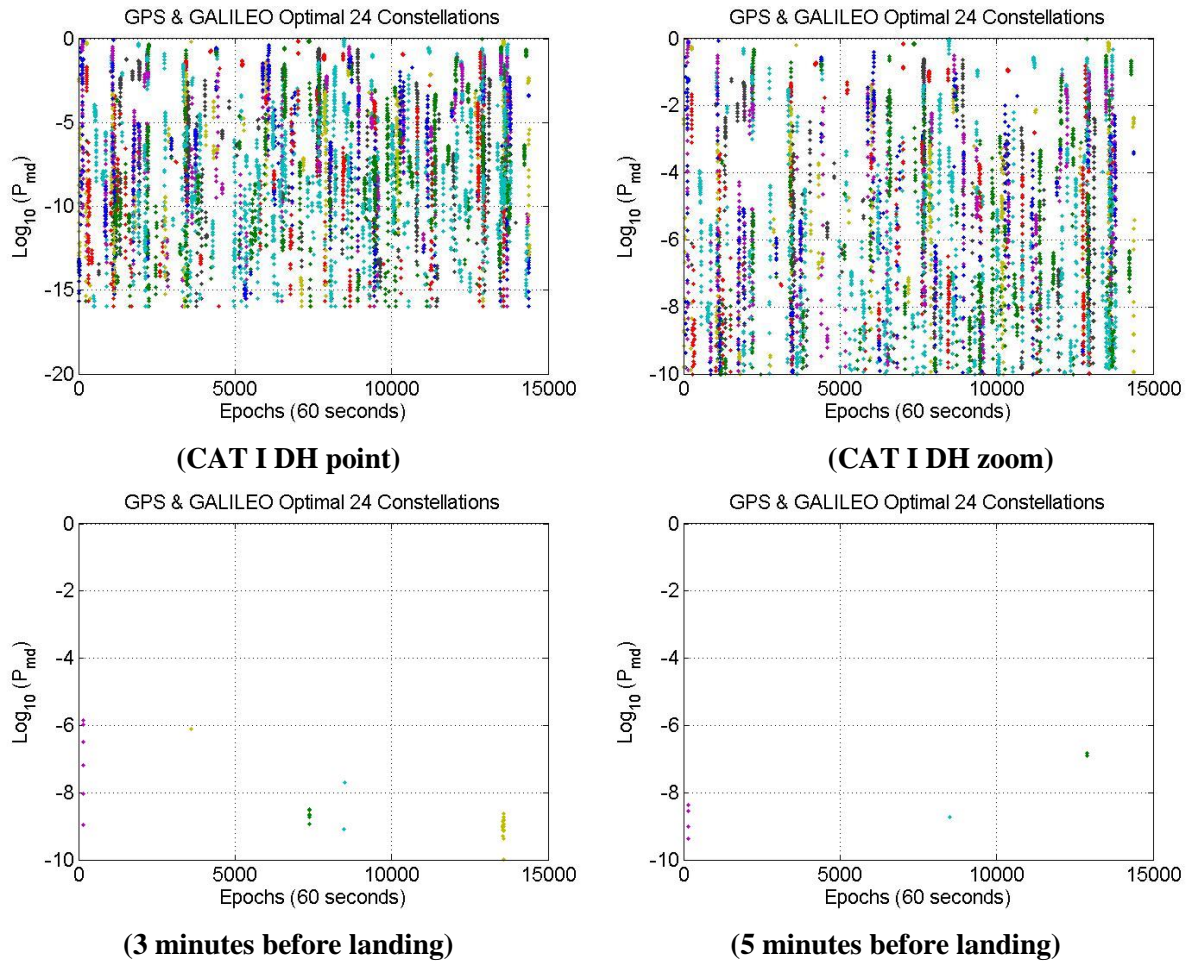 GPS & GALILEO Optimal 24 Constellations
0
-5
-10
-15
-20
Log10 (Pmd)
0 5000 10000 15000
Epochs (60 seconds)
(CAT I DH point)
GPS & GALILEO Optimal 24 Constellations
0
-2
-4
-6
-8
-10
Log10 (Pmd)
0 5000 10000 15000
Epochs (60 seconds)
(CAT I DH zoom)
GPS & GALILEO Optimal 24 Constellations
0
-2
-4
-6
-8
-10
Log10 (Pmd)
0 5000 10000 15000
Epochs (60 seconds)
(3 minutes before landing)
GPS & GALILEO Optimal 24 Constellations
0
-2
-4
-6
-8
-10
Log10 (Pmd)
0 5000 10000 15000
Epochs (60 seconds)
(5 minutes before landing)